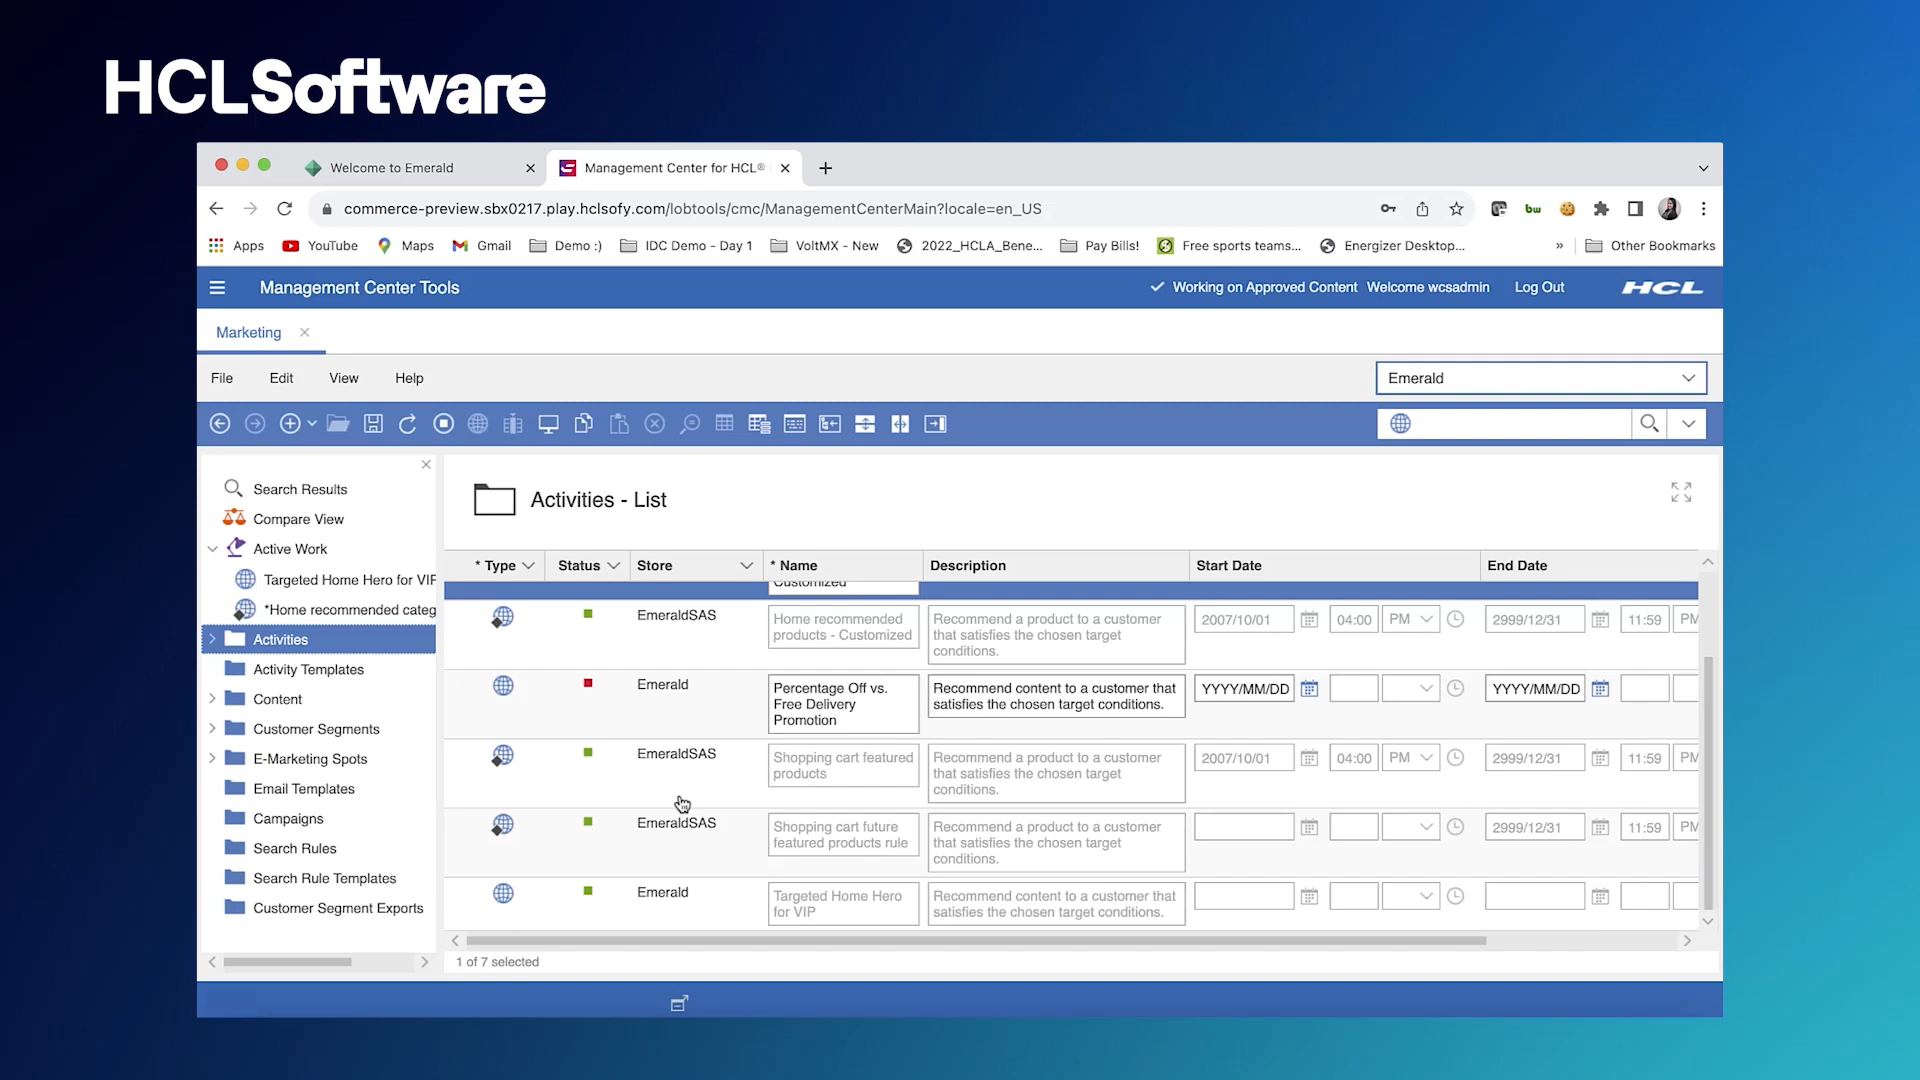 HCLSoftware
Welcome to Emerald
Management Center for HCL®
commerce-preview.sbx0217.play.hclsofy.com/lobtools/cmc/ManagementCenterMain?locale=en_US
bw
Apps YouTube Maps Gmail Demo :) IDC Demo - Day 1 VoltMX - New 2022_HCLA_Bene... Pay Bills! Free sports teams... Energizer Desktop... » Other Bookmarks
Management Center Tools Working on Approved Content Welcome wcsadmin Log Out HCL
Marketing
File Edit View Help Emerald
Search Results
Compare View
Active Work
Targeted Home Hero for VIP
*Home recommended categ
Activities
Activity Templates
Content
Customer Segments
E-Marketing Spots
Email Templates
Campaigns
Search Rules
Search Rule Templates
Customer Segment Exports
Activities - List
* Type Status Store * Name Description Start Date End Date
Customized
EmeraldSAS Home recommended Recommend a product to a customer 2007/10/01 04:00 PM 2999/12/31 11:59 PM
products - Customized that satisfies the chosen target
conditions.
Emerald Percentage Off vs. Recommend content to a customer that YYYY/MM/DD YYYY/MM/DD
Free Delivery satisfies the chosen target conditions.
Promotion
EmeraldSAS Shopping cart featured Recommend a product to a customer 2007/10/01 04:00 PM 2999/12/31 11:59 PM
products that satisfies the chosen target
conditions.
EmeraldSAS Shopping cart future Recommend a product to a customer 2999/12/31 11:59 PM
featured products rule that satisfies the chosen target
conditions.
Emerald Targeted Home Hero Recommend content to a customer that
for VIP satisfies the chosen target conditions.
1 of 7 selected